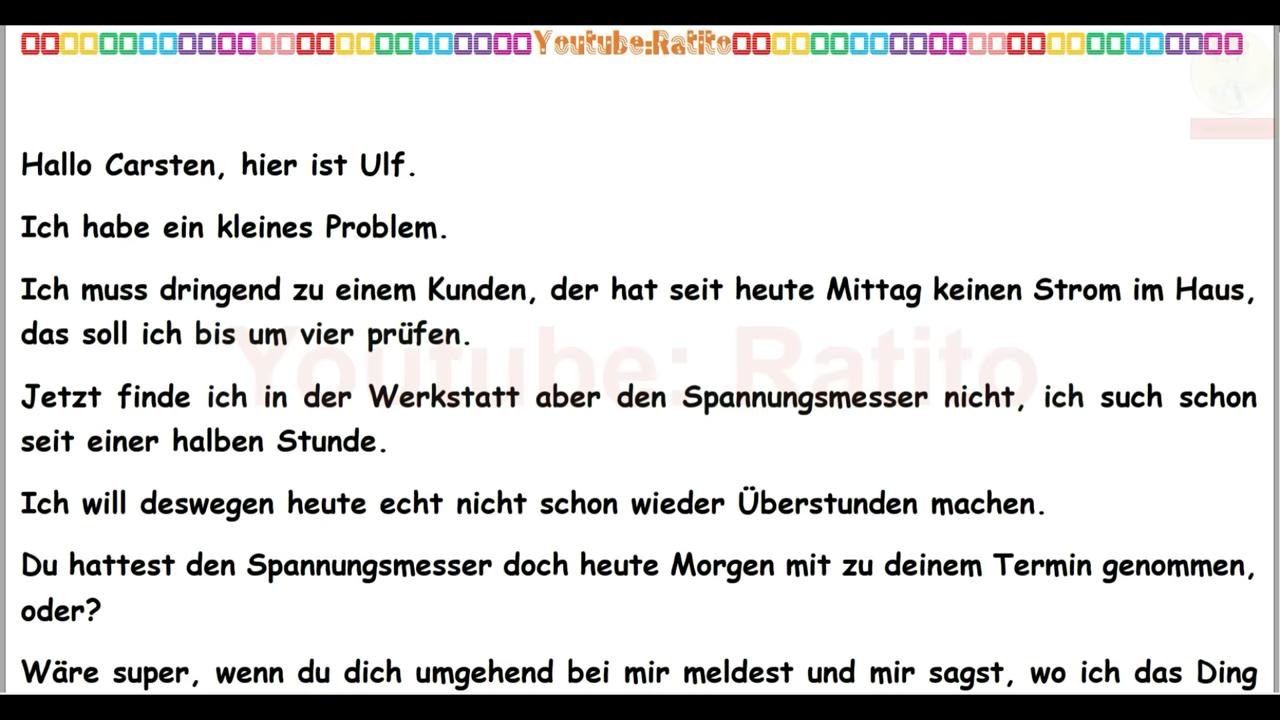 Youtube:Ratito
Hallo Carsten, hier ist Ulf.
Ich habe ein kleines Problem.
Ich muss dringend zu einem Kunden, der hat seit heute Mittag keinen Strom im Haus,
das soll ich bis um vier prüfen.
Youtube: Ratito
Jetzt finde ich in der Werkstatt aber den Spannungsmesser nicht, ich such schon
seit einer halben Stunde.
Ich will deswegen heute echt nicht schon wieder Überstunden machen.
Du hattest den Spannungsmesser doch heute Morgen mit zu deinem Termin genommen,
oder?
Wäre super, wenn du dich umgehend bei mir meldest und mir sagst, wo ich das Ding